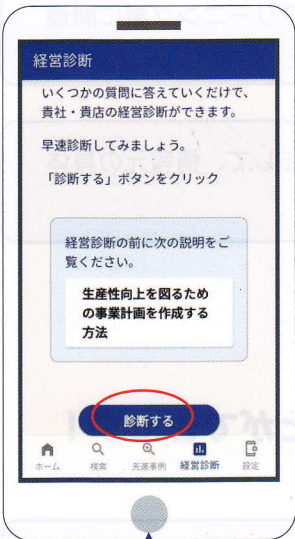 経営診断
いくつかの質問に答えていくだけで、
貴社・貴店の経営診断ができます。
早速診断してみましょう。
「診断する」ボタンをクリック
経営診断の前に次の説明をご
覧ください。
生産性向上を図るため
の事業計画を作成する
方法
診断する
ホーム
検索
先進事例
経営診断
設定